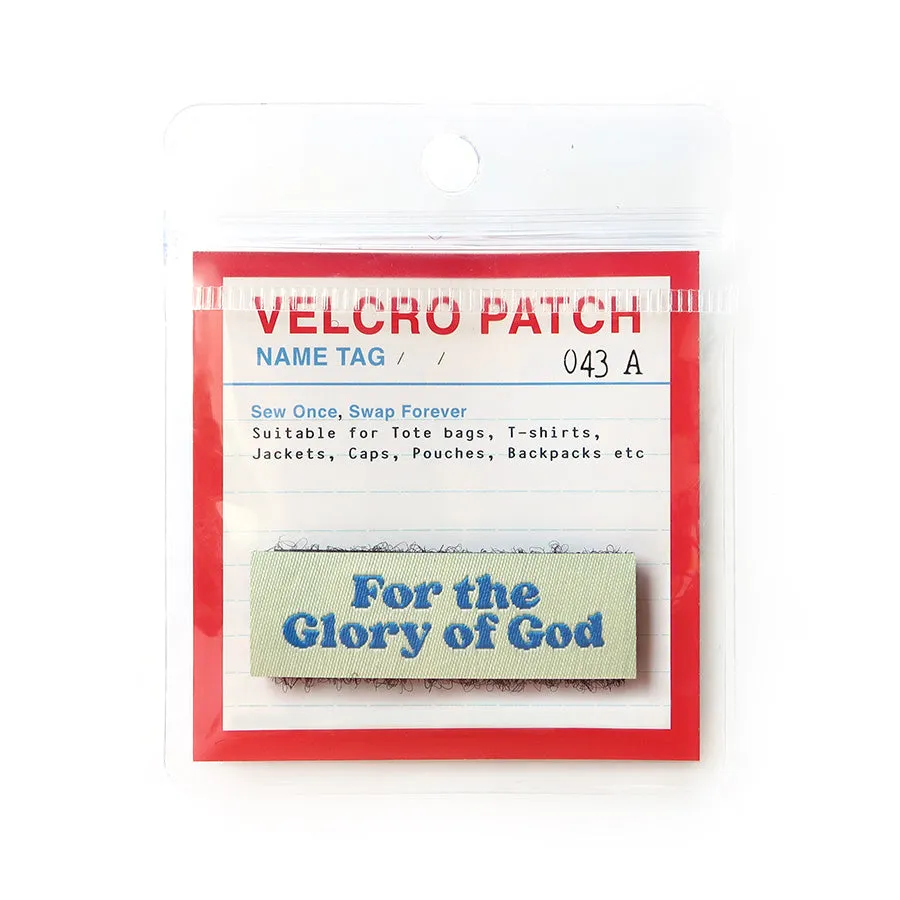 VELCRO PATCH
NAME TAG / / 043 A
Sew Once, Swap Forever
Suitable for Tote bags, T-shirts,
Jackets, Caps, Pouches, Backpacks etc
For the
Glory of God